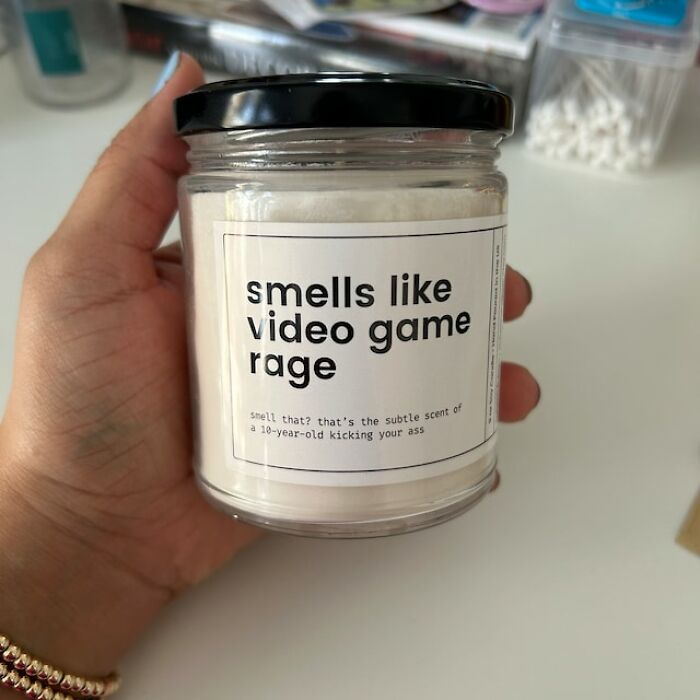 smells like
video game
rage
smell that? that's the subtle scent of
a 10-year-old kicking your ass